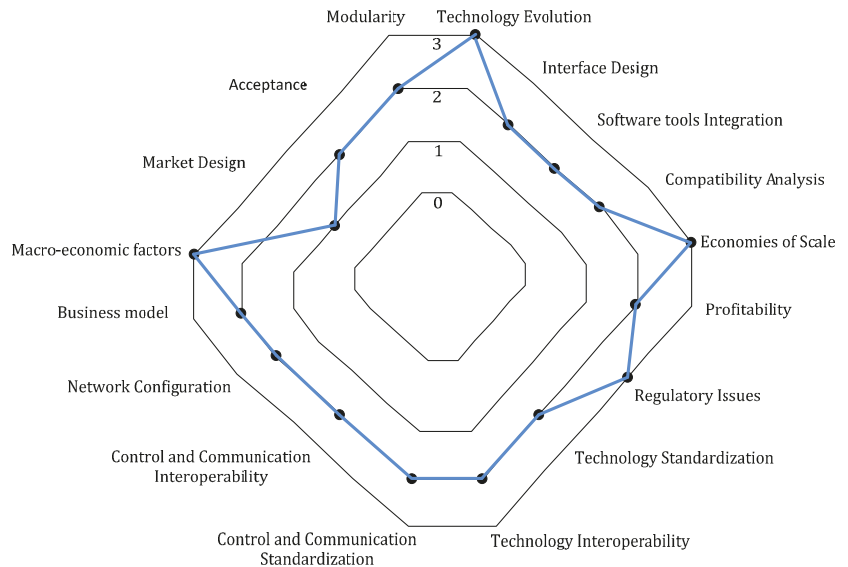 Modularity
Technology Evolution
3
Interface Design
Acceptance
2
Software tools Integration
1
Market Design
Compatibility Analysis
0
Macro-economic factors
Economies of Scale
Business model
Profitability
Network Configuration
Regulatory Issues
Control and Communication
Interoperability
Technology Standardization
Control and Communication
Standardization
Technology Interoperability